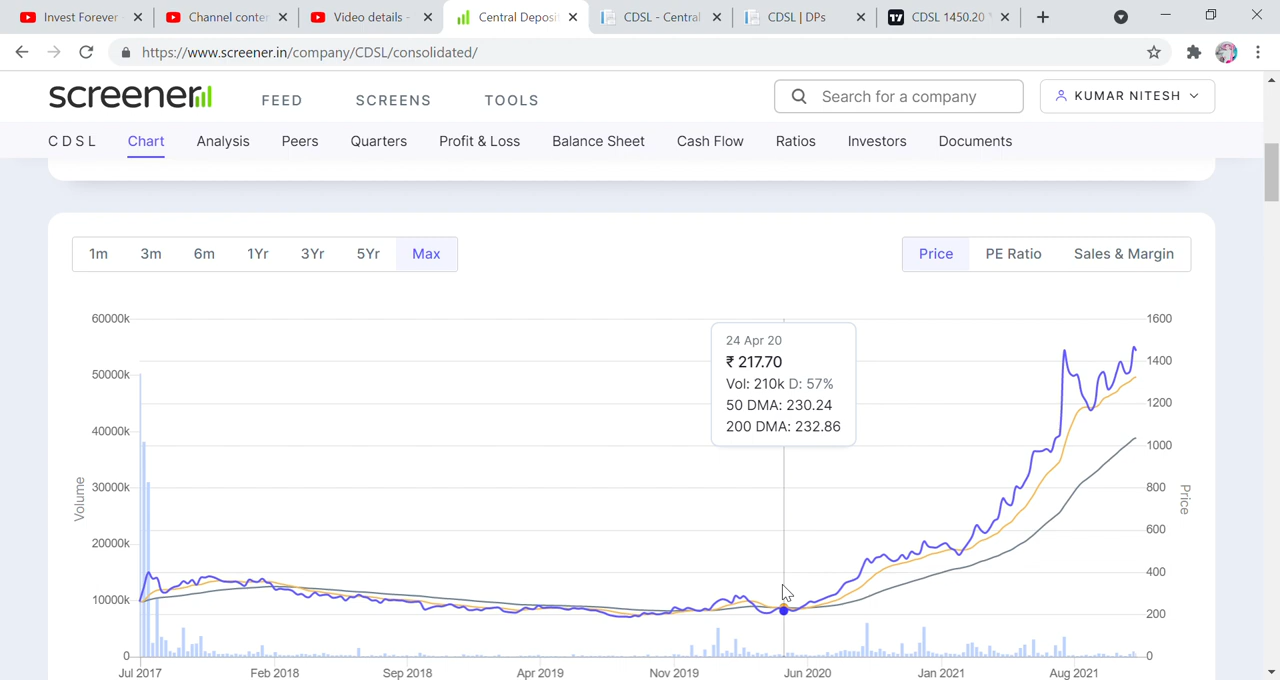 Invest Forever
Channel conter
Video details -
Central Deposi
CDSL - Central
CDSL | DPs
CDSL 1450.20
https://www.screener.in/company/CDSL/consolidated/
screener
FEED
SCREENS
TOOLS
Search for a company
KUMAR NITESH
C D S L
Chart
Analysis
Peers
Quarters
Profit & Loss
Balance Sheet
Cash Flow
Ratios
Investors
Documents
1m
3m
6m
1Yr
3Yr
5Yr
Max
Price
PE Ratio
Sales & Margin
60000k
50000k
40000k
30000k
20000k
10000k
0
Volume
24 Apr 20
₹ 217.70
Vol: 210k D: 57%
50 DMA: 230.24
200 DMA: 232.86
1600
1400
1200
1000
800
600
400
200
0
Price
Jul 2017
Feb 2018
Sep 2018
Apr 2019
Nov 2019
Jun 2020
Jan 2021
Aug 2021